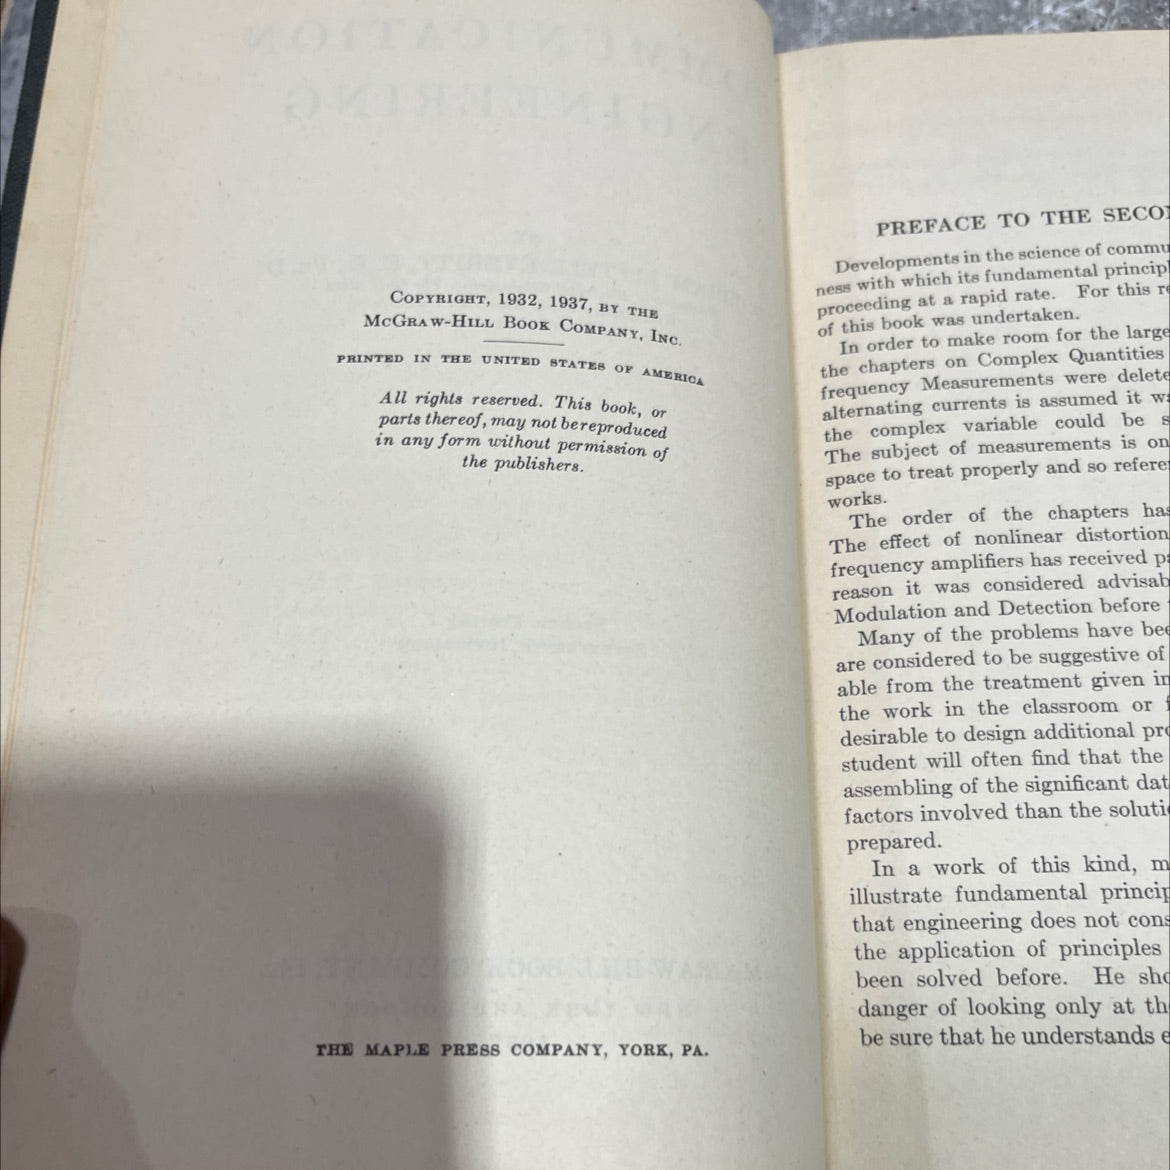 COPYRIGHT, 1932, 1937, BY THE
MCGRAW-HILL BOOK COMPANY, INC.
PRINTED IN THE UNITED STATES OF AMERICA
All rights reserved. This book, or
parts thereof, may not be reproduced
in any form without permission of
the publishers.
THE MAPLE PRESS COMPANY, YORK, PA.
PREFACE TO THE SECO
Developments in the science of commu
ness with which its fundamental princip
proceeding at a rapid rate. For this re
of this book was undertaken.
In order to make room for the large
the chapters on Complex Quantities
frequency Measurements were delete
alternating currents is assumed it wa
the complex variable could be s
The subject of measurements is on
space to treat properly and so refere
works.
The order of the chapters has
The effect of nonlinear distortion
frequency amplifiers has received pa
reason it was considered advisab
Modulation and Detection before
Many of the problems have bee
are considered to be suggestive of
able from the treatment given in
the work in the classroom or f
desirable to design additional pro
student will often find that the
assembling of the significant dat
factors involved than the soluti
prepared.
In a work of this kind, m
illustrate fundamental princip
that engineering does not cons
the application of principles
been solved before. He sho
danger of looking only at th
be sure that he understands e